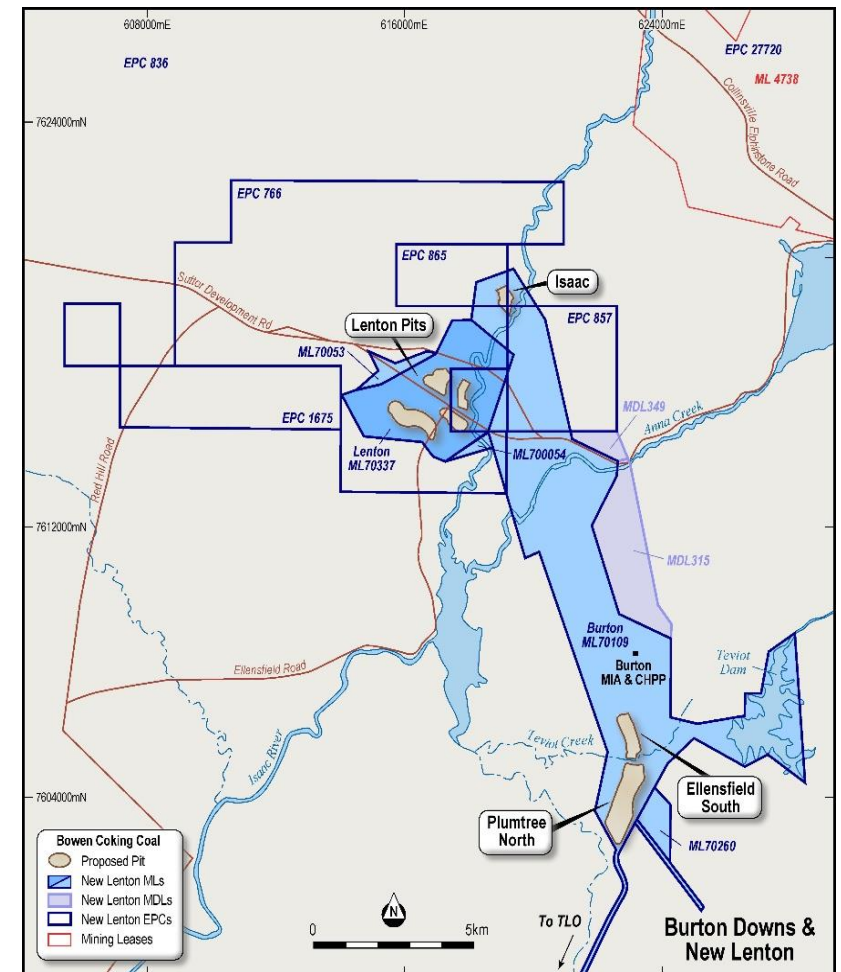 608000mE
616000mE
624000mE
EPC 836
EPC 27720
ML 4738
Collinsville Elphinstone Road
7624000mN
EPC 766
EPC 865
Isaac
Suttor Development Rd
Lenton Pits
EPC 857
ML70053
MDL349
EPC 1675
Anna Creek
Lenton
ML70337
ML700054
Red Hill Road
7612000mN
MDL315
Burton
ML70109
Burton
MIA & CHPP
Teviot
Dam
Ellensfield Road
Isaac River
Teviot Creek
Ellensfield
South
7604000mN
Plumtree
North
ML70260
Bowen Coking Coal
Proposed Pit
New Lenton MLs
New Lenton MDLs
New Lenton EPCs
Mining Leases
N
0
5km
To TLO
Burton Downs &
New Lenton